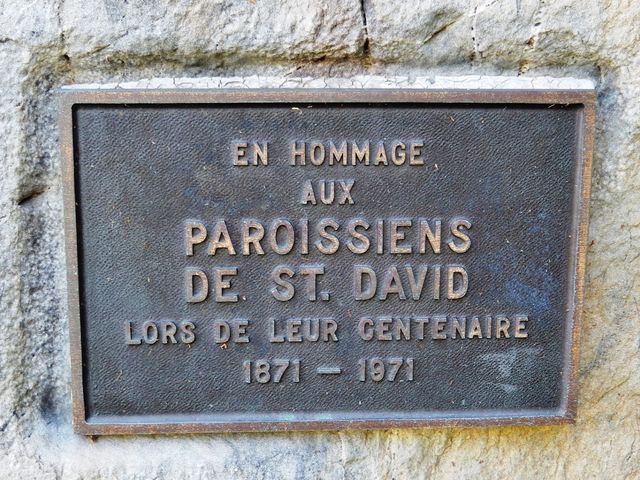 EN HOMMAGE
AUX
PAROISSIENS
DE ST. DAVID
LORS DE LEUR CENTENAIRE
1871 — 1971